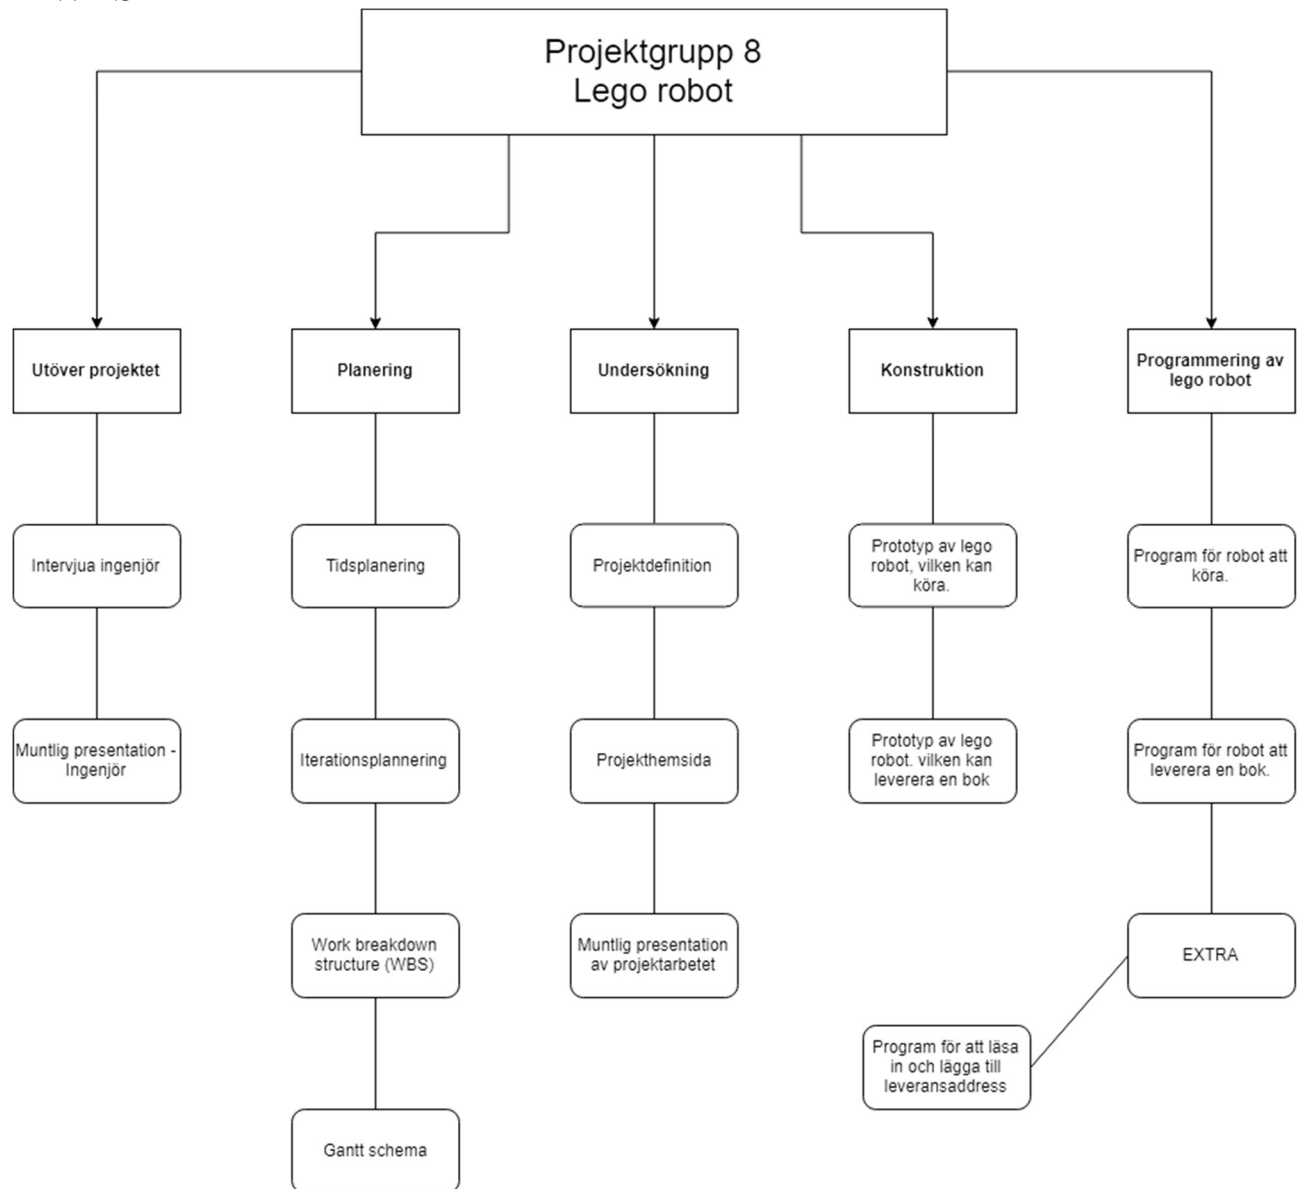 Projektgrupp 8
Lego robot
Utöver projektet
Planering
Undersökning
Konstruktion
Programmering av
lego robot
Intervjua ingenjör
Tidsplanering
Projektdefinition
Prototyp av lego
robot, vilken kan
köra.
Program för robot att
köra.
Muntlig presentation -
Ingenjör
Iterationsplannering
Projekthemsida
Prototyp av lego
robot. vilken kan
leverera en bok
Program för robot att
leverera en bok.
Work breakdown
structure (WBS)
Muntlig presentation
av projektarbetet
EXTRA
Program för att läsa
in och lägga till
leveransaddress
Gantt schema